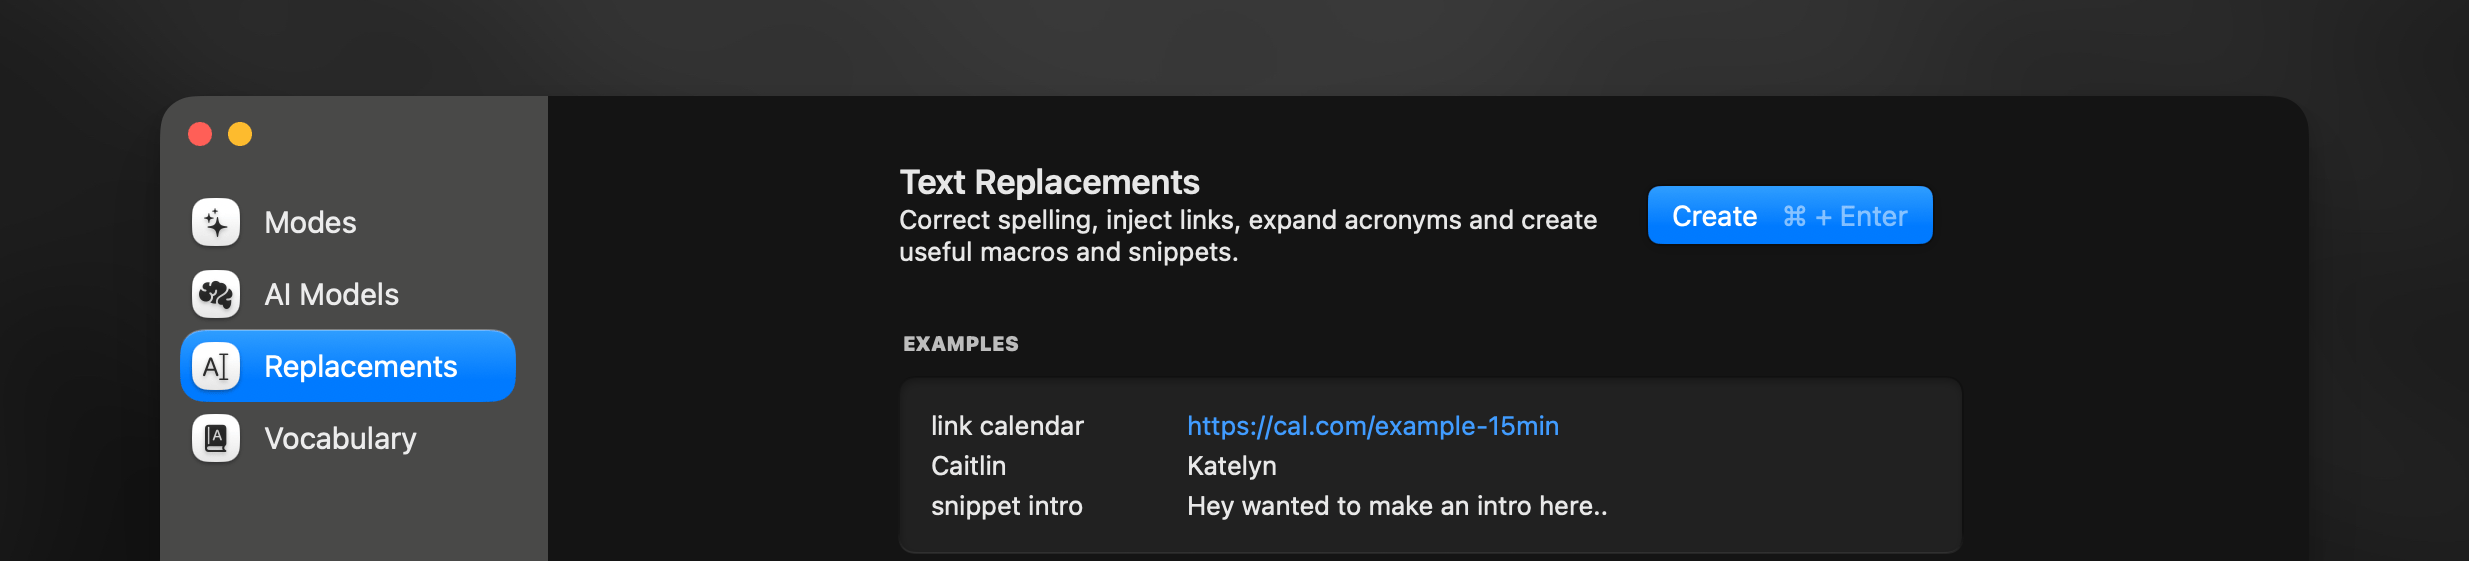 Modes
AI Models
Replacements
Vocabulary
Text Replacements
Correct spelling, inject links, expand acronyms and create
useful macros and snippets.
Create ⌘ + Enter
EXAMPLES
link calendar https://cal.com/example-15min
Caitlin Katelyn
snippet intro Hey wanted to make an intro here..